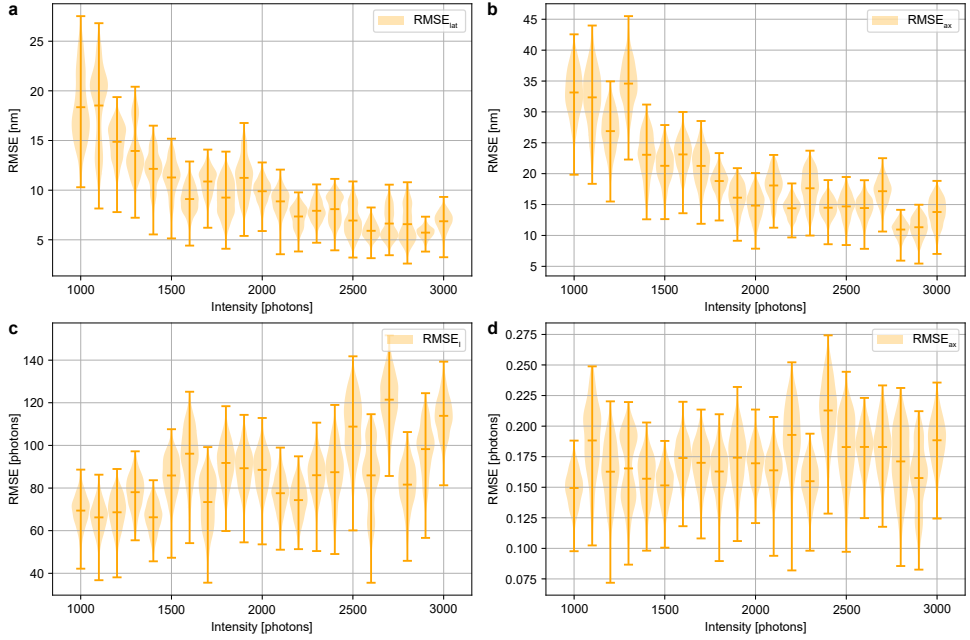 a
RMSE_lat
RMSE [nm]
25
20
15
10
5
1000 1500 2000 2500 3000
Intensity [photons]
b
RMSE_ax
RMSE [nm]
45
40
35
30
25
20
15
10
5
1000 1500 2000 2500 3000
Intensity [photons]
c
RMSE_I
RMSE [photons]
140
120
100
80
60
40
1000 1500 2000 2500 3000
Intensity [photons]
d
RMSE_ax
RMSE [photons]
0.275
0.250
0.225
0.200
0.175
0.150
0.125
0.100
0.075
1000 1500 2000 2500 3000
Intensity [photons]